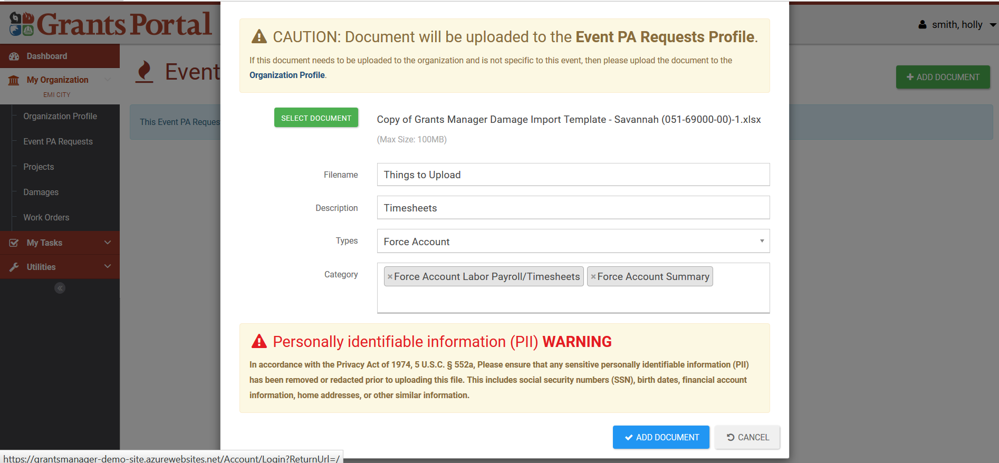 Grants Portal
smith, holly
Dashboard
My Organization
EMI CITY
Organization Profile
Event PA Requests
Projects
Damages
Work Orders
My Tasks
Utilities
Event
ADD DOCUMENT
This Event PA Reques
CAUTION: Document will be uploaded to the Event PA Requests Profile.
If this document needs to be uploaded to the organization and is not specific to this event, then please upload the document to the
Organization Profile.
SELECT DOCUMENT
Copy of Grants Manager Damage Import Template - Savannah (051-69000-00)-1.xlsx
(Max Size: 100MB)
Filename
Things to Upload
Description
Timesheets
Types
Force Account
Category
×Force Account Labor Payroll/Timesheets ×Force Account Summary
Personally identifiable information (PII) WARNING
In accordance with the Privacy Act of 1974, 5 U.S.C. § 552a, Please ensure that any sensitive personally identifiable information (PII)
has been removed or redacted prior to uploading this file. This includes social security numbers (SSN), birth dates, financial account
information, home addresses, or other similar information.
ADD DOCUMENT
CANCEL
https://grantsmanager-demo-site.azurewebsites.net/Account/Login?ReturnUrl=/